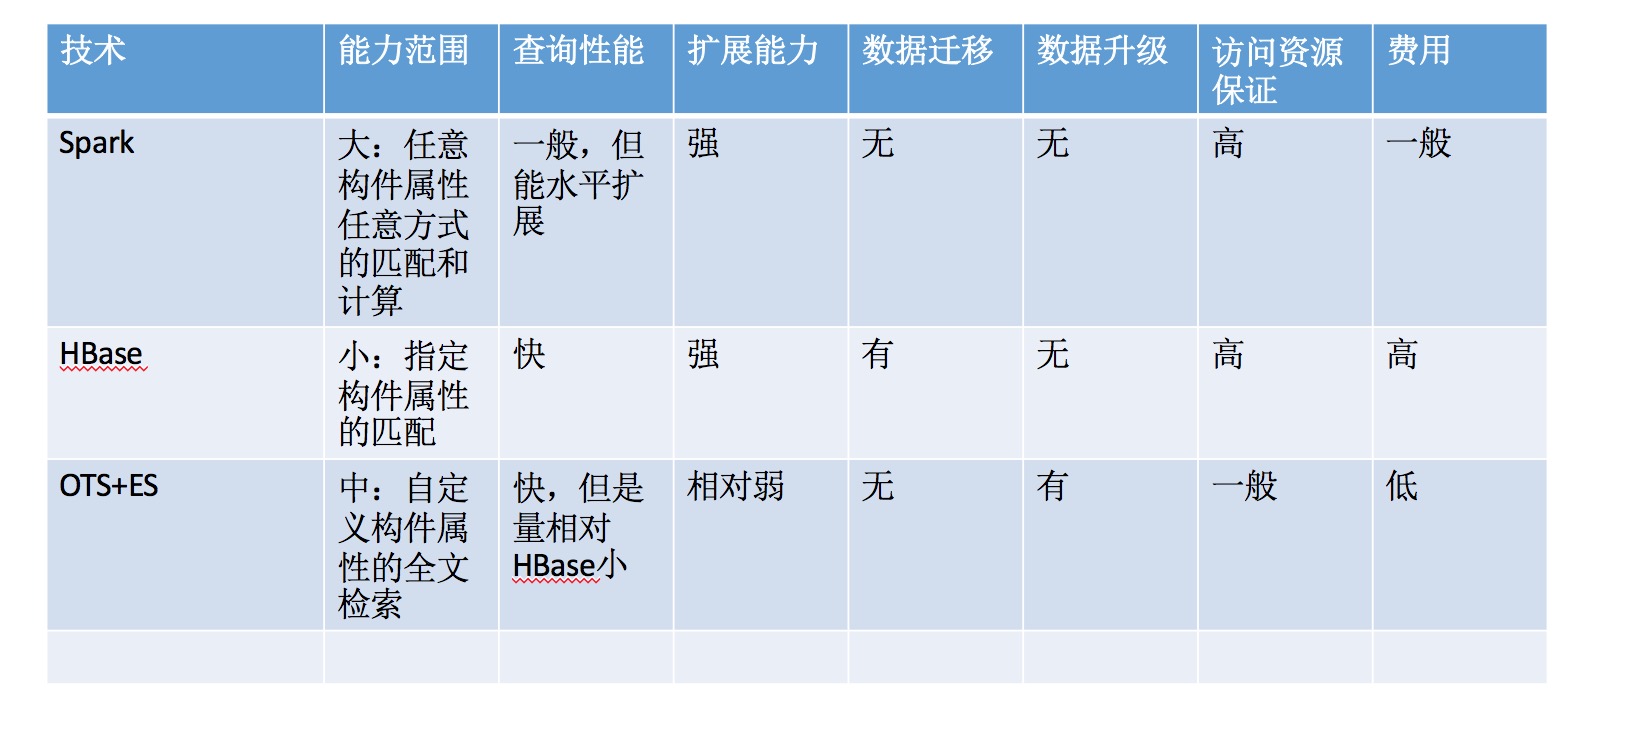 技术
能力范围
查询性能
扩展能力
数据迁移
数据升级
访问资源
保证
费用
Spark
大：任意
构件属性
任意方式
的匹配和
计算
一般，但
能水平扩
展
强
无
无
高
一般
HBase
小：指定
构件属性
的匹配
快
强
有
无
高
高
OTS+ES
中：自定
义构件属
性的全文
检索
快，但是
量相对
HBase小
相对弱
无
有
一般
低